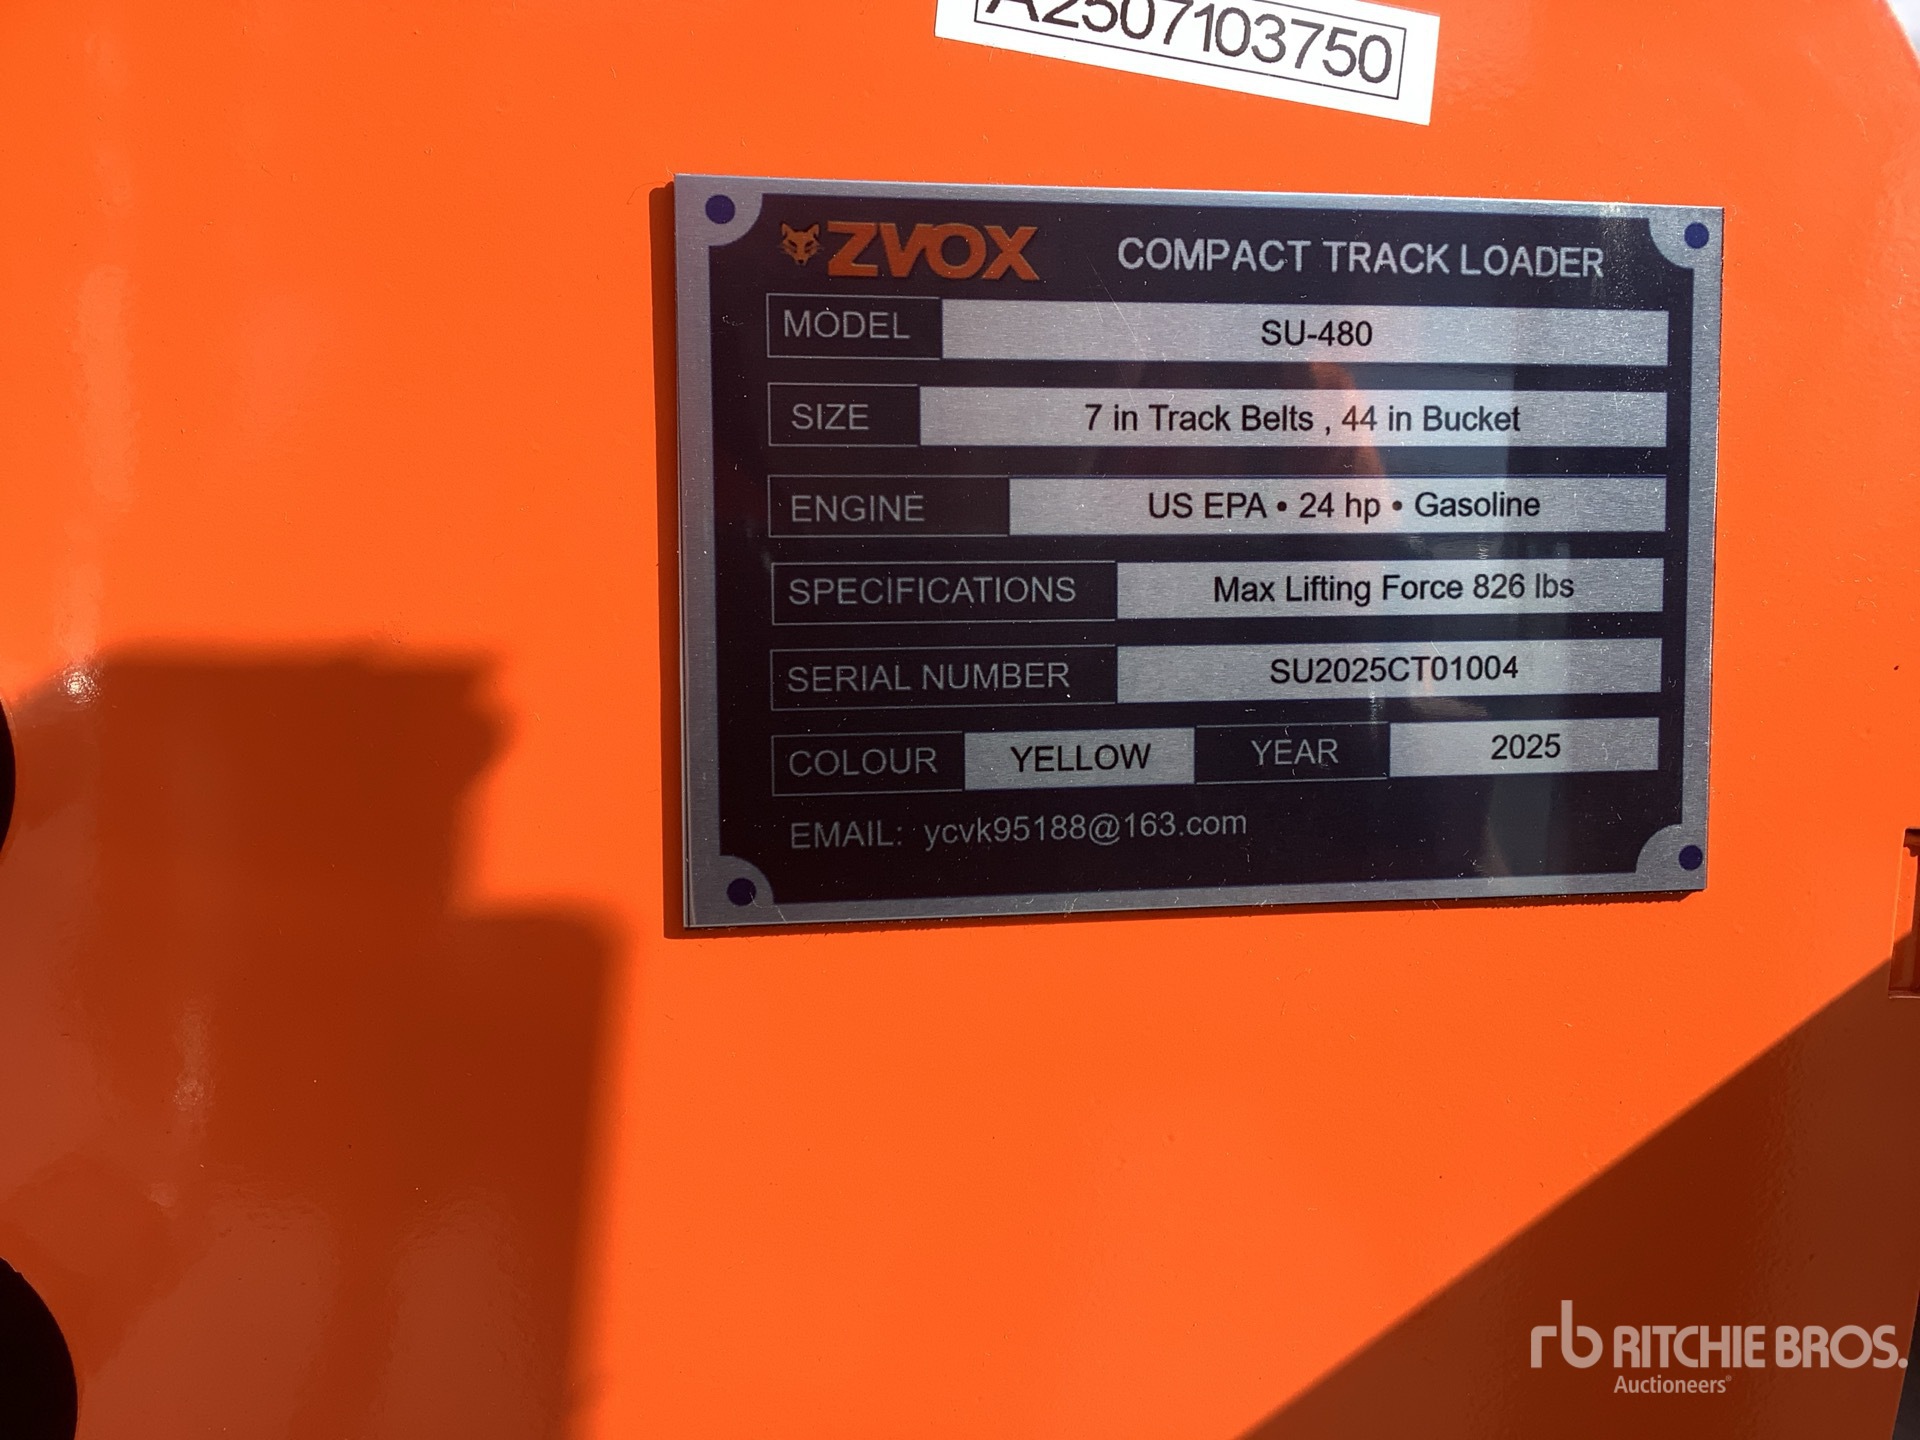 A2507103750
ZVOX COMPACT TRACK LOADER
MODEL SU-480
SIZE 7 in Track Belts , 44 in Bucket
ENGINE US EPA • 24 hp • Gasoline
SPECIFICATIONS Max Lifting Force 826 lbs
SERIAL NUMBER SU2025CT01004
COLOUR YELLOW YEAR 2025
EMAIL: ycvk95188@163.com
rb RITCHIE BROS.
Auctioneers®